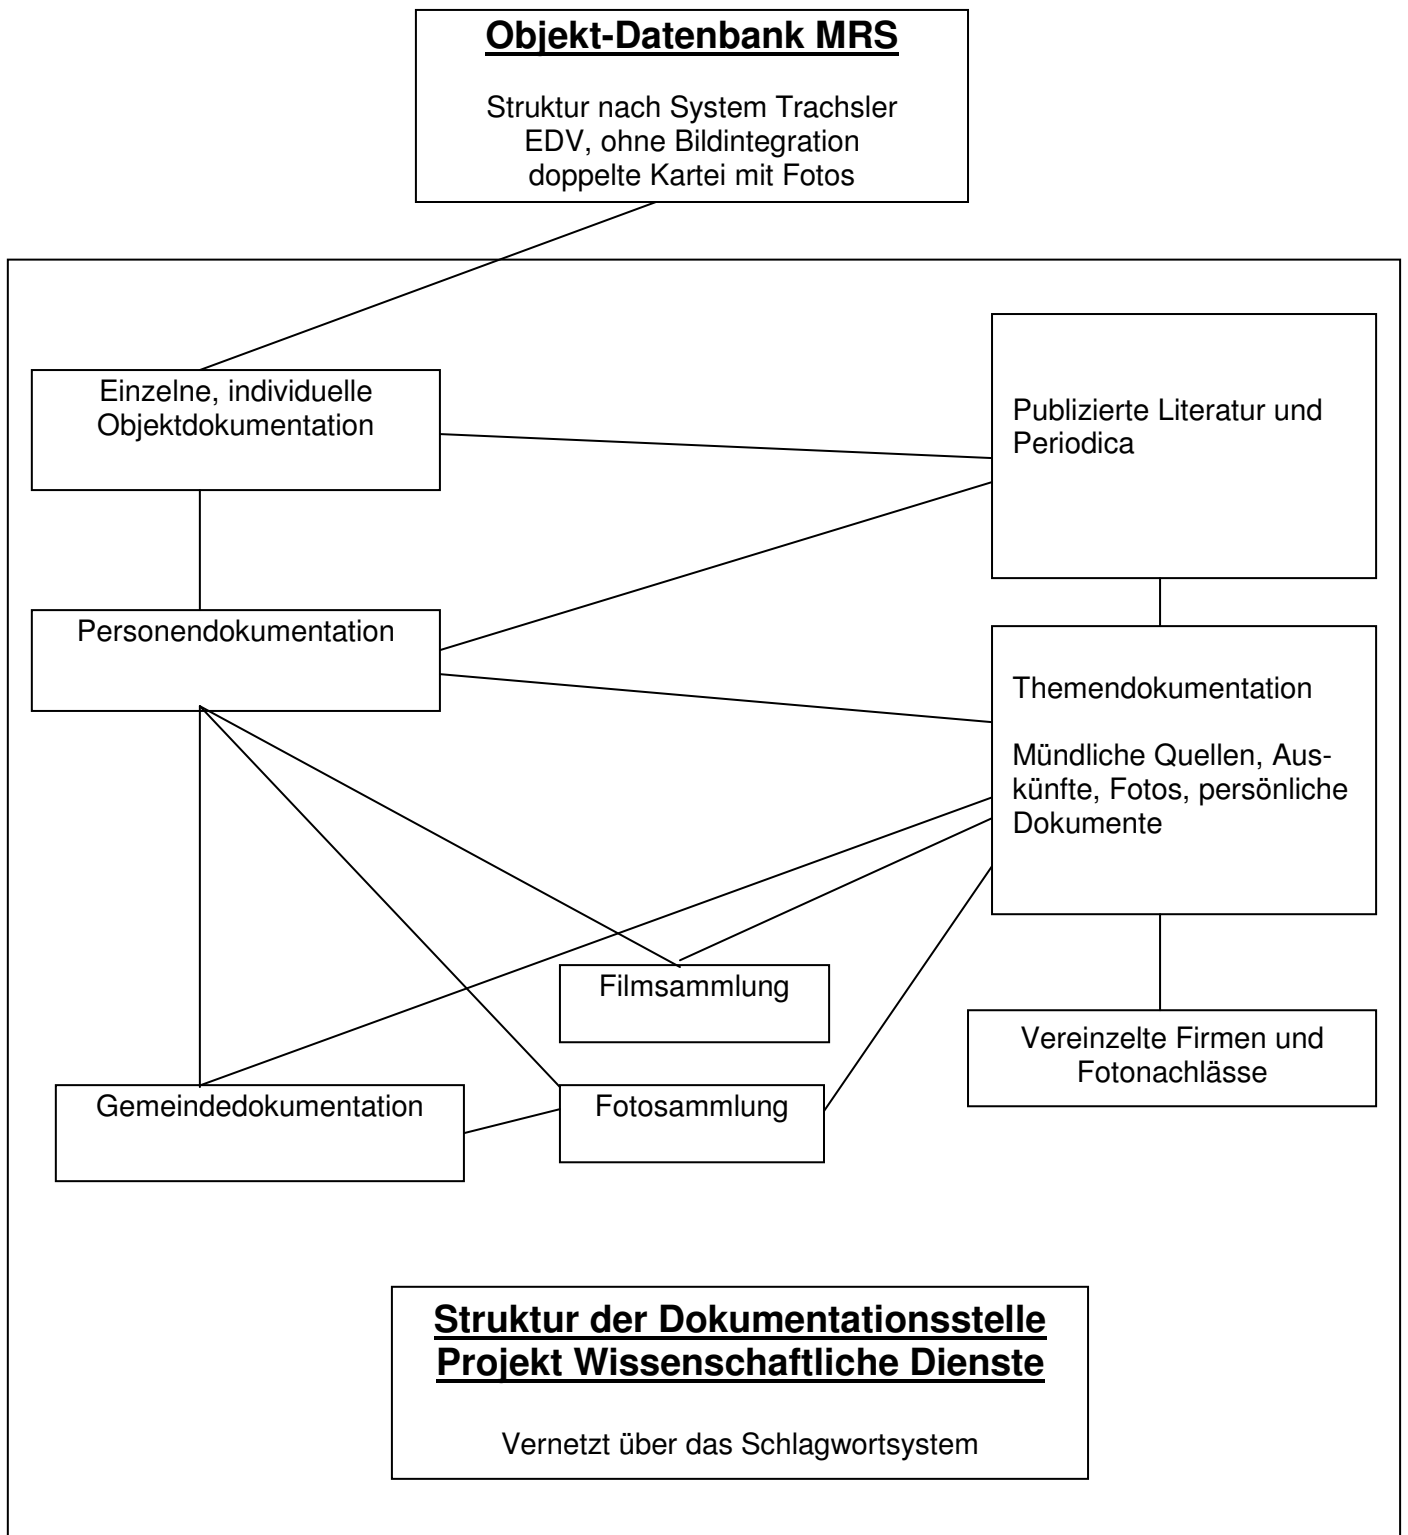 Objekt-Datenbank MRS
Struktur nach System Trachsler
EDV, ohne Bildintegration
doppelte Kartei mit Fotos
Einzelne, individuelle
Objektdokumentation
Publizierte Literatur und
Periodica
Personendokumentation
Themendokumentation
Mündliche Quellen, Aus-
künfte, Fotos, persönliche
Dokumente
Filmsammlung
Vereinzelte Firmen und
Fotonachlässe
Gemeindedokumentation
Fotosammlung
Struktur der Dokumentationsstelle
Projekt Wissenschaftliche Dienste
Vernetzt über das Schlagwortsystem